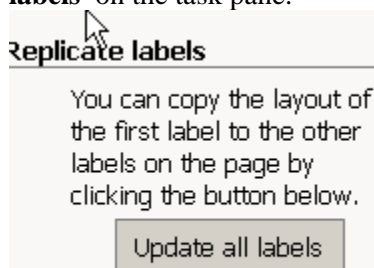 labels' on the task pane.
Replicate labels
You can copy the layout of
the first label to the other
labels on the page by
clicking the button below.
Update all labels